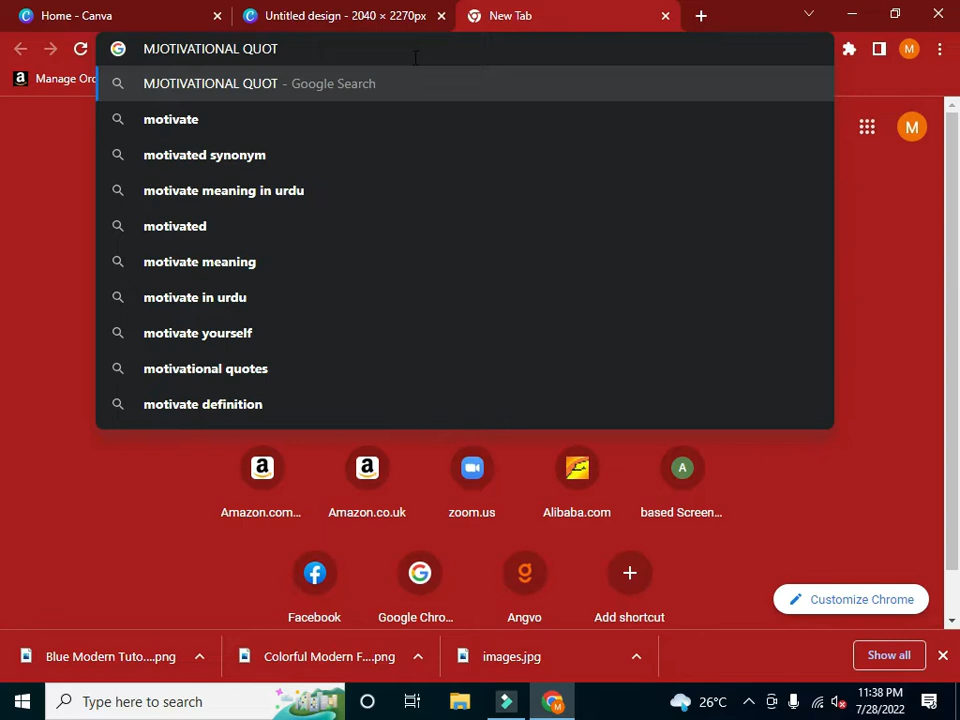 Home - Canva
Untitled design - 2040 × 2270px
New Tab
MJOTIVATIONAL QUOT
M
Manage Orc
MJOTIVATIONAL QUOT - Google Search
motivate
M
motivated synonym
motivate meaning in urdu
motivated
motivate meaning
motivate in urdu
motivate yourself
motivational quotes
motivate definition
A
Amazon.com... Amazon.co.uk zoom.us Alibaba.com based Screen...
Facebook Google Chro... Angvo Add shortcut
Customize Chrome
Blue Modern Tuto....png
Colorful Modern F....png
images.jpg
Show all
Type here to search
26°C
11:38 PM
7/28/2022